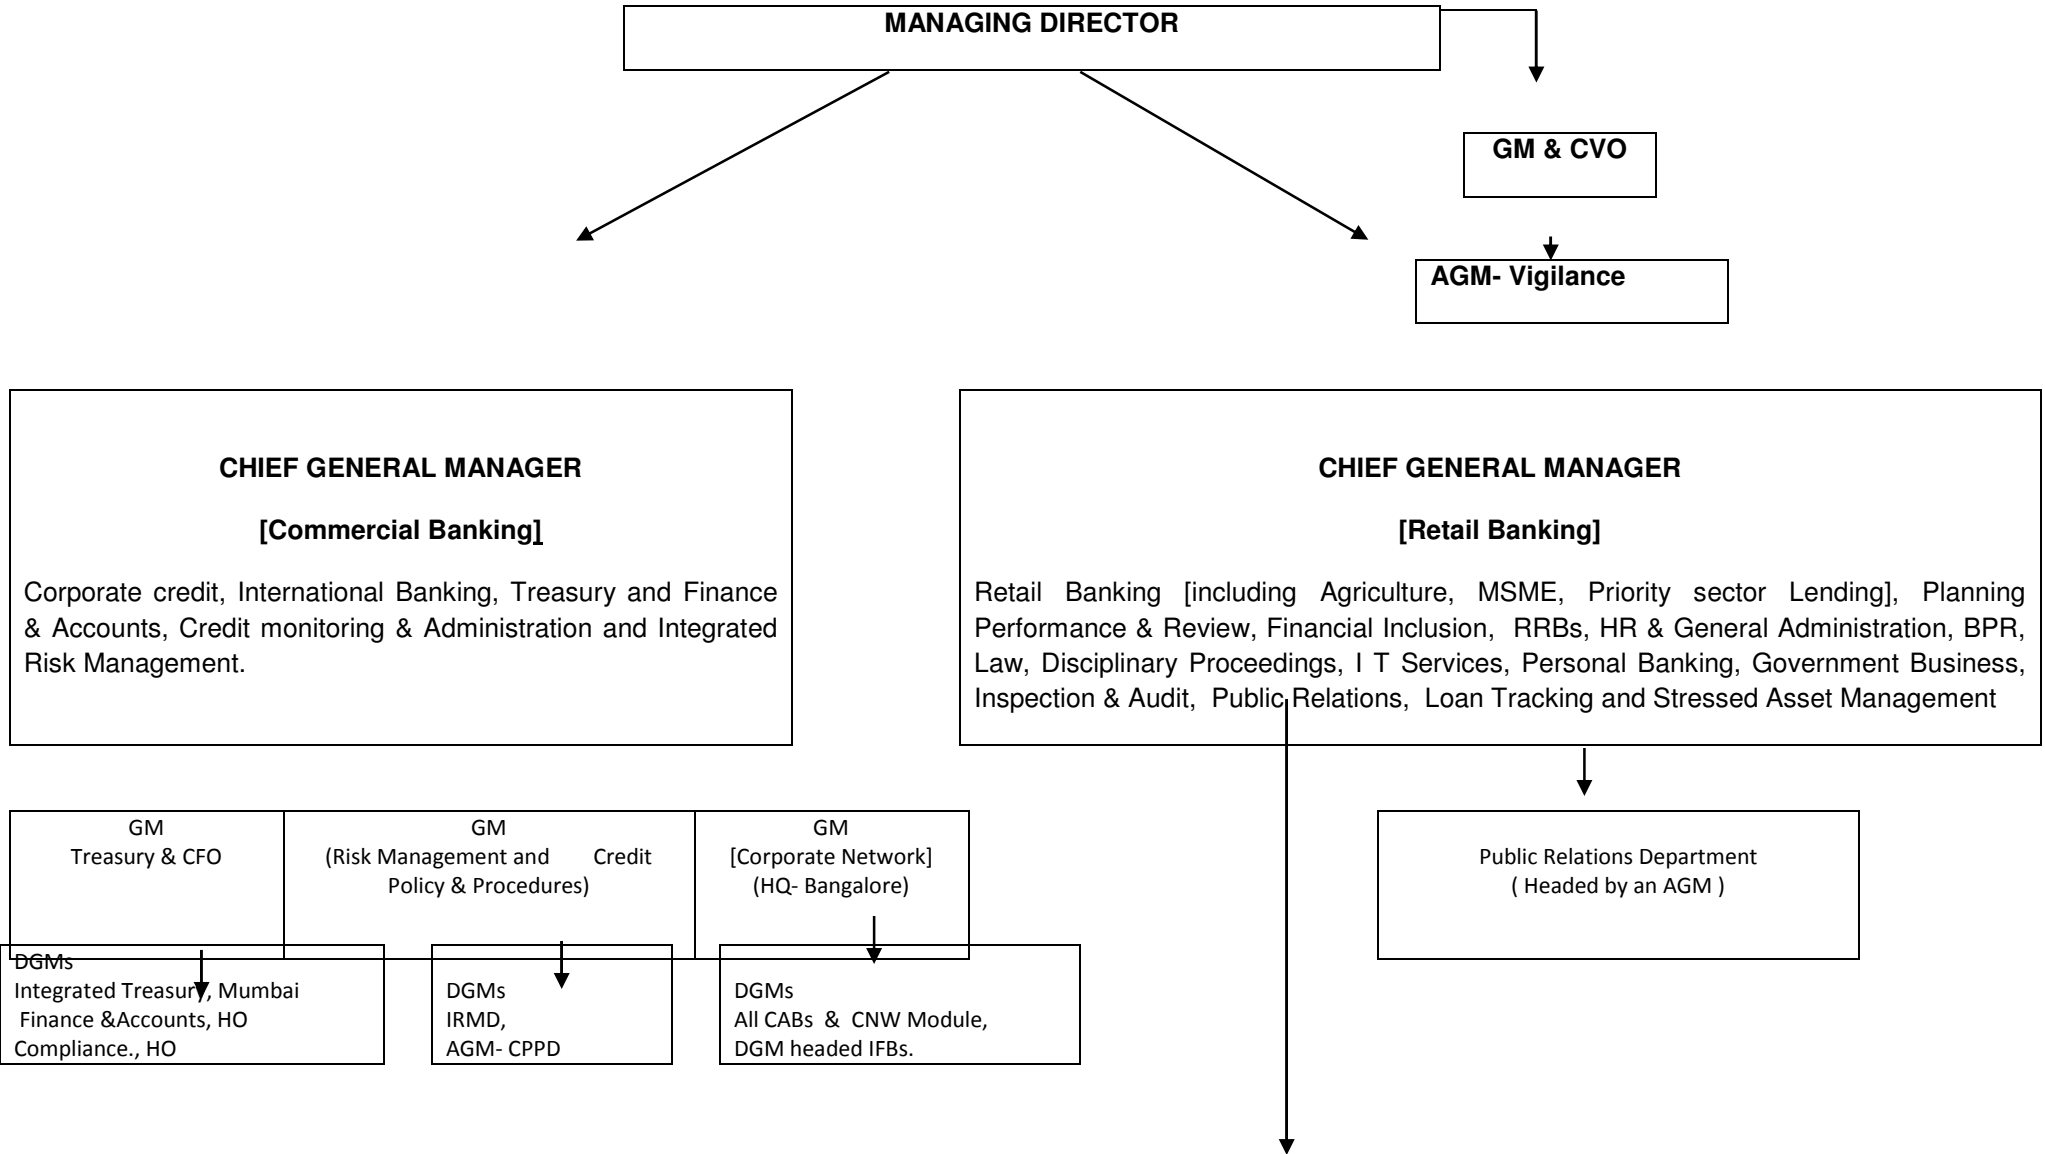 MANAGING DIRECTOR
GM & CVO
AGM- Vigilance
CHIEF GENERAL MANAGER
[Commercial Banking]
Corporate credit, International Banking, Treasury and Finance
& Accounts, Credit monitoring & Administration and Integrated
Risk Management.
CHIEF GENERAL MANAGER
[Retail Banking]
Retail Banking [including Agriculture, MSME, Priority sector Lending], Planning
Performance & Review, Financial Inclusion, RRBs, HR & General Administration, BPR,
Law, Disciplinary Proceedings, I T Services, Personal Banking, Government Business,
Inspection & Audit, Public Relations, Loan Tracking and Stressed Asset Management
GM
Treasury & CFO
GM
(Risk Management and Credit
Policy & Procedures)
GM
[Corporate Network]
(HQ- Bangalore)
Public Relations Department
( Headed by an AGM )
DGMs
Integrated Treasury, Mumbai
Finance &Accounts, HO
Compliance., HO
DGMs
IRMD,
AGM- CPPD
DGMs
All CABs & CNW Module,
DGM headed IFBs.